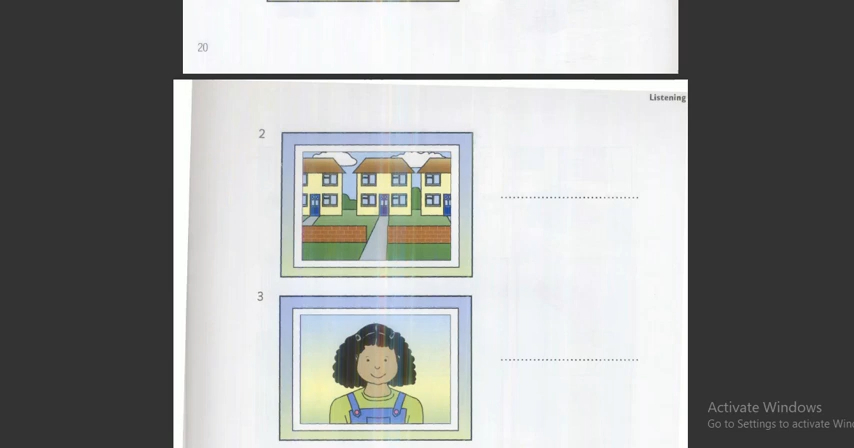 20
Listening
2
3
Activate Windows
Go to Settings to activate Win